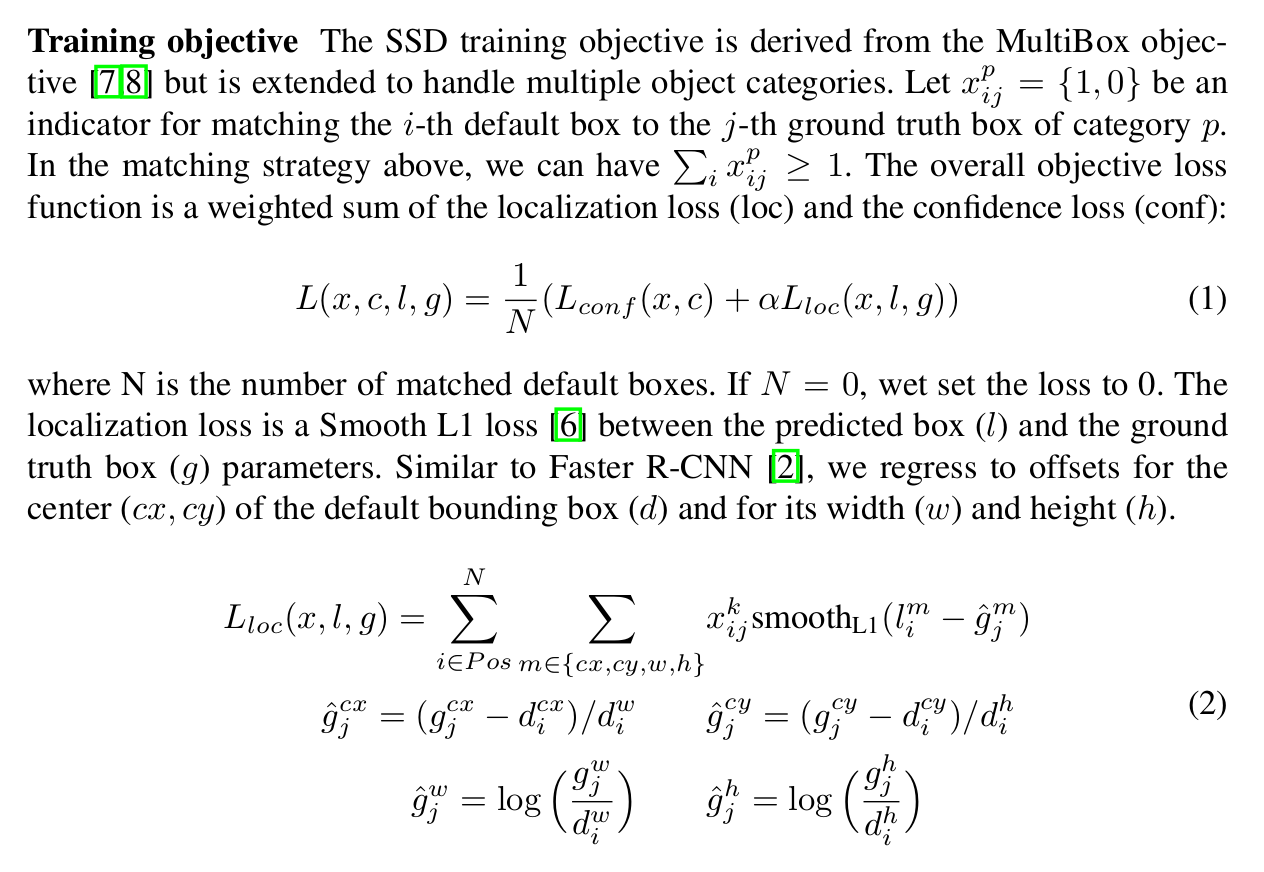 Training objective The SSD training objective is derived from the MultiBox objec-
tive [7,8] but is extended to handle multiple object categories. Let $x_{ij}^{p} = \{1, 0\}$ be an
indicator for matching the $i$-th default box to the $j$-th ground truth box of category $p$.
In the matching strategy above, we can have $\sum_i x_{ij}^{p} \geq 1$. The overall objective loss
function is a weighted sum of the localization loss (loc) and the confidence loss (conf):
$L(x, c, l, g) = \frac{1}{N}(L_{conf}(x, c) + \alpha L_{loc}(x, l, g))$ (1)
where N is the number of matched default boxes. If $N = 0$, wet set the loss to 0. The
localization loss is a Smooth L1 loss [6] between the predicted box ($l$) and the ground
truth box ($g$) parameters. Similar to Faster R-CNN [2], we regress to offsets for the
center ($cx, cy$) of the default bounding box ($d$) and for its width ($w$) and height ($h$).
$L_{loc}(x, l, g) = \sum_{i \in Pos}^{N} \sum_{m \in \{cx, cy, w, h\}} x_{ij}^{k} \text{smooth}_{\text{L1}}(l_i^m - \hat{g}_j^m)$
$\hat{g}_j^{cx} = (g_j^{cx} - d_i^{cx}) / d_i^w \quad \hat{g}_j^{cy} = (g_j^{cy} - d_i^{cy}) / d_i^h$ (2)
$\hat{g}_j^w = \log\left(\frac{g_j^w}{d_i^w}\right) \quad \hat{g}_j^h = \log\left(\frac{g_j^h}{d_i^h}\right)$